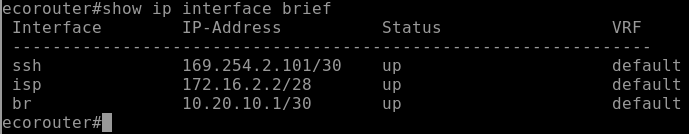 ecorouter#show ip interface brief
Interface IP-Address Status VRF
----------------------------------------------------------------
ssh 169.254.2.101/30 up default
isp 172.16.2.2/28 up default
br 10.20.10.1/30 up default
ecorouter#